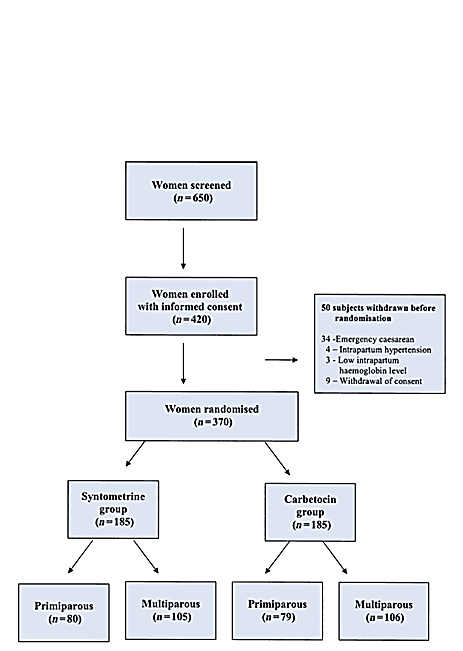 Women screened
(n=650)
Women enrolled
with informed consent
(n=420)
50 subjects withdrawn before
randomisation
34 -Emergency caesarean
4 – Intrapartum hypertension
3 - Low intrapartum
haemoglobin level
9 – Withdrawal of consent
Women randomised
(n=370)
Syntometrine
group
(n=185)
Carbetocin
group
(n=185)
Primiparous
(n=80)
Multiparous
(n=105)
Primiparous
(n=79)
Multiparous
(n=106)